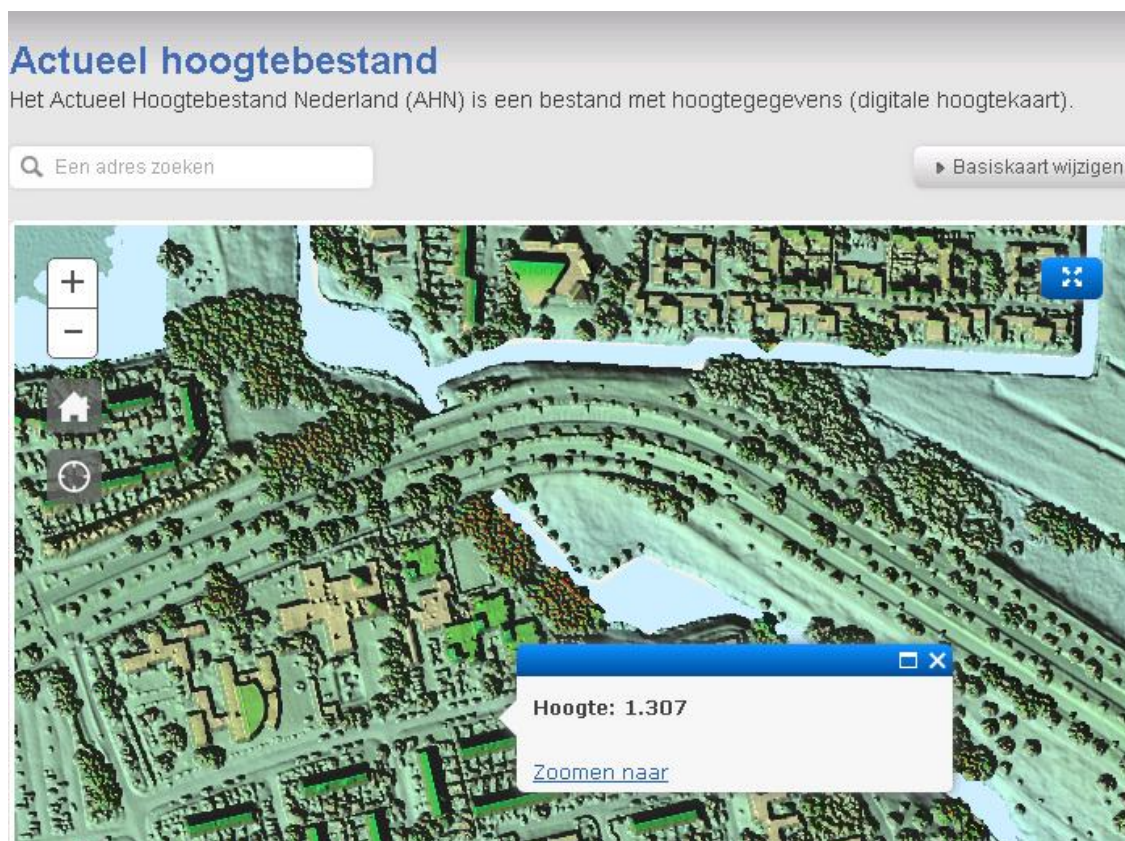 Actueel hoogtebestand
Het Actueel Hoogtebestand Nederland (AHN) is een bestand met hoogtegegevens (digitale hoogtekaart).
Een adres zoeken
Basiskaart wijzigen
+
−
Hoogte: 1.307
Zoomen naar